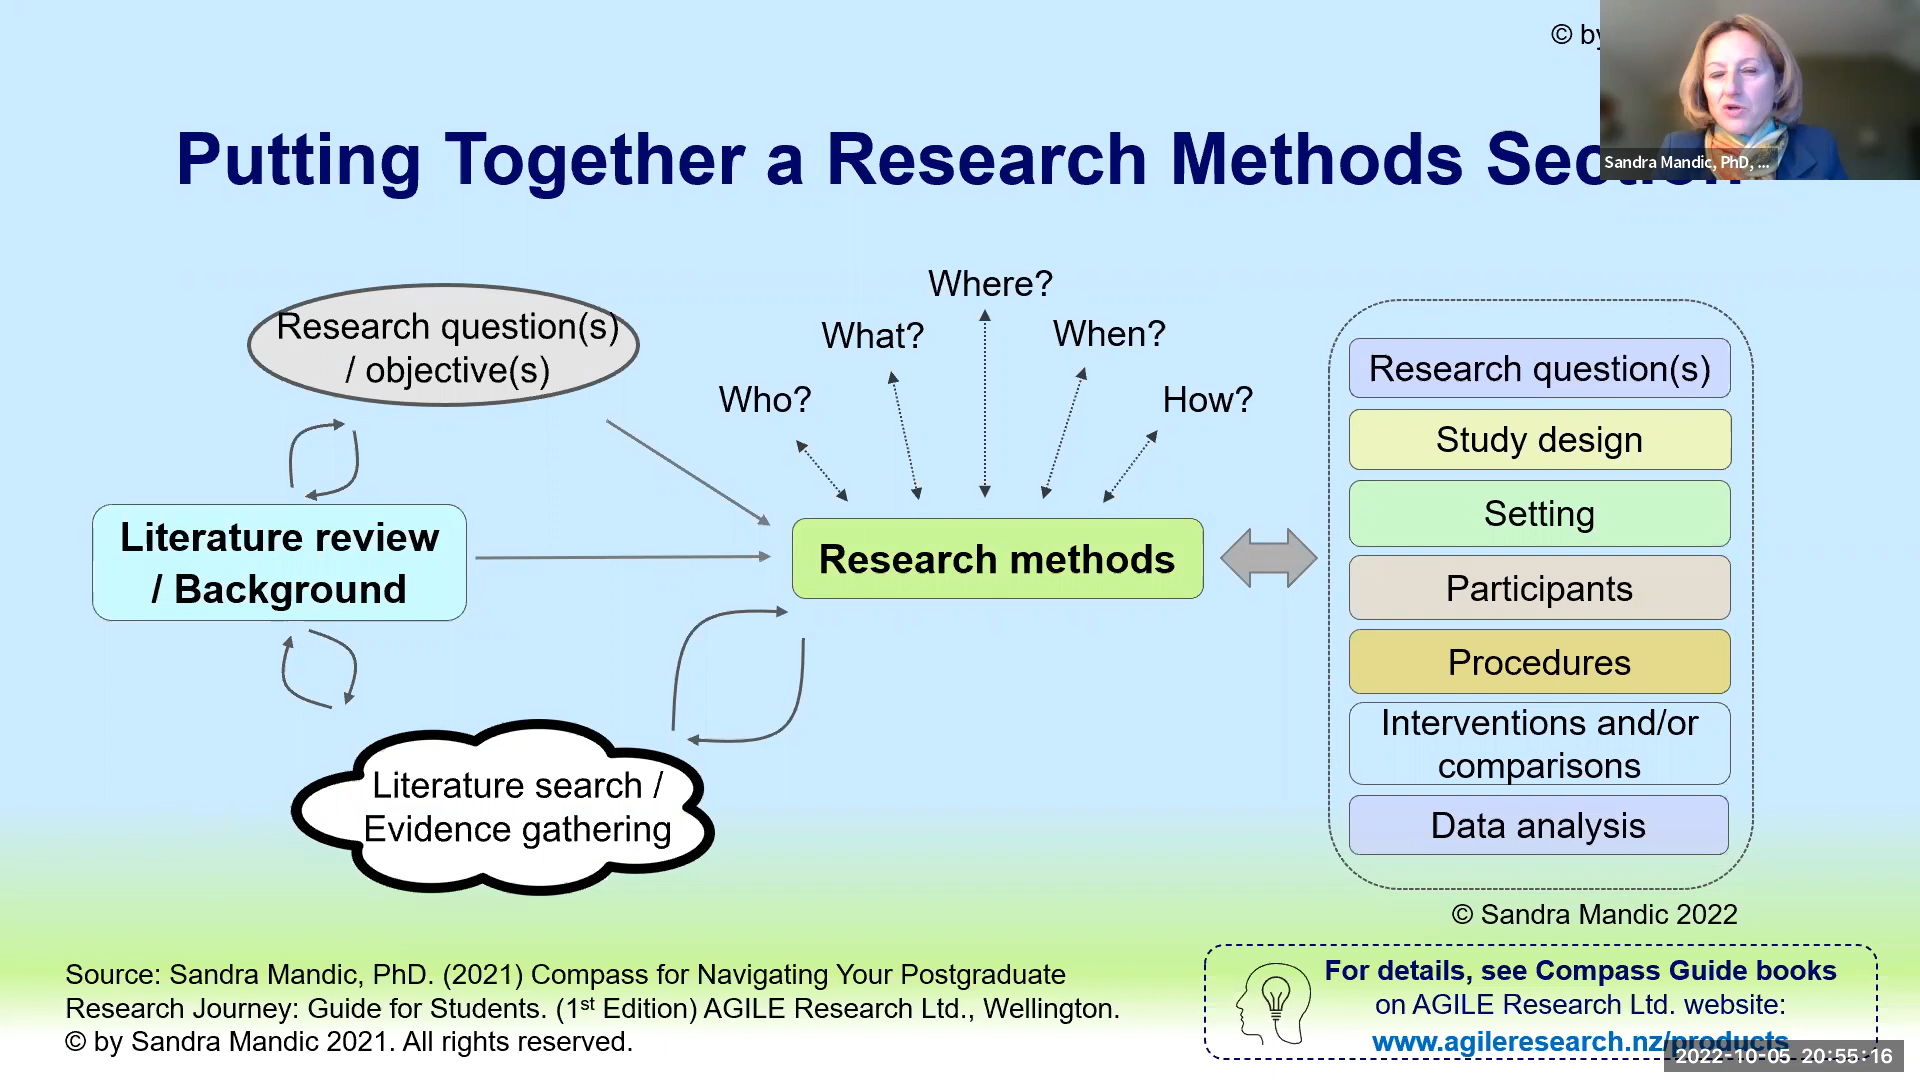 © by
Sandra Mandic, PhD, ...
Putting Together a Research Methods Section
Where?
What?
When?
Who?
How?
Research question(s)
/ objective(s)
Literature review
/ Background
Research methods
Literature search /
Evidence gathering
Research question(s)
Study design
Setting
Participants
Procedures
Interventions and/or
comparisons
Data analysis
© Sandra Mandic 2022
Source: Sandra Mandic, PhD. (2021) Compass for Navigating Your Postgraduate
Research Journey: Guide for Students. (1st Edition) AGILE Research Ltd., Wellington.
© by Sandra Mandic 2021. All rights reserved.
For details, see Compass Guide books
on AGILE Research Ltd. website:
www.agileresearch.nz/products
2022-10-05 20:55:16